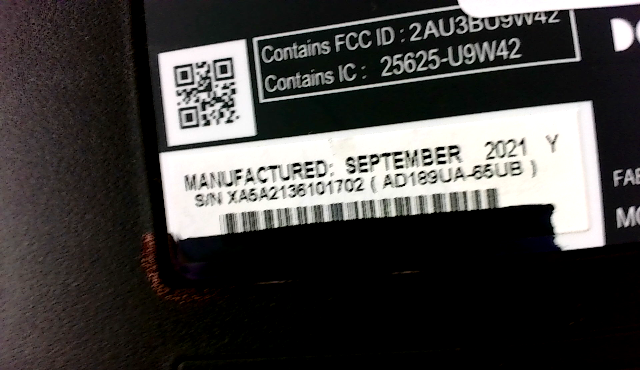 Contains FCC ID : 2AU3BU9W42
Contains IC : 25625-U9W42
MANUFACTURED: SEPTEMBER 2021 Y
S/N XA5A2136101702 ( AD189UA-65UB )